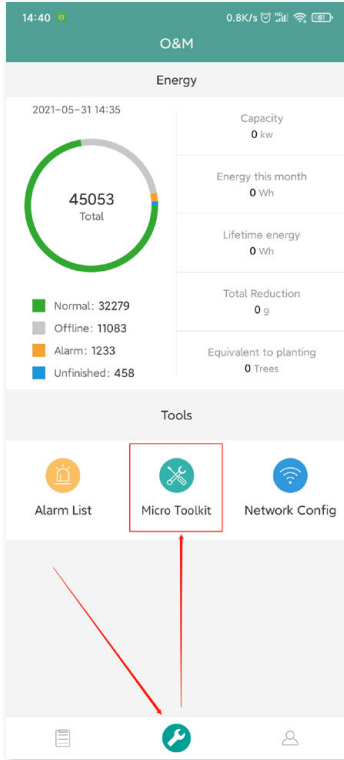 14:40
0.8K/s
O&M
Energy
2021-05-31 14:35
45053
Total
Normal: 32279
Offline: 11083
Alarm: 1233
Unfinished: 458
Capacity
0 kw
Energy this month
0 Wh
Lifetime energy
0 Wh
Total Reduction
0 g
Equivalent to planting
0 Trees
Tools
Alarm List
Micro Toolkit
Network Config